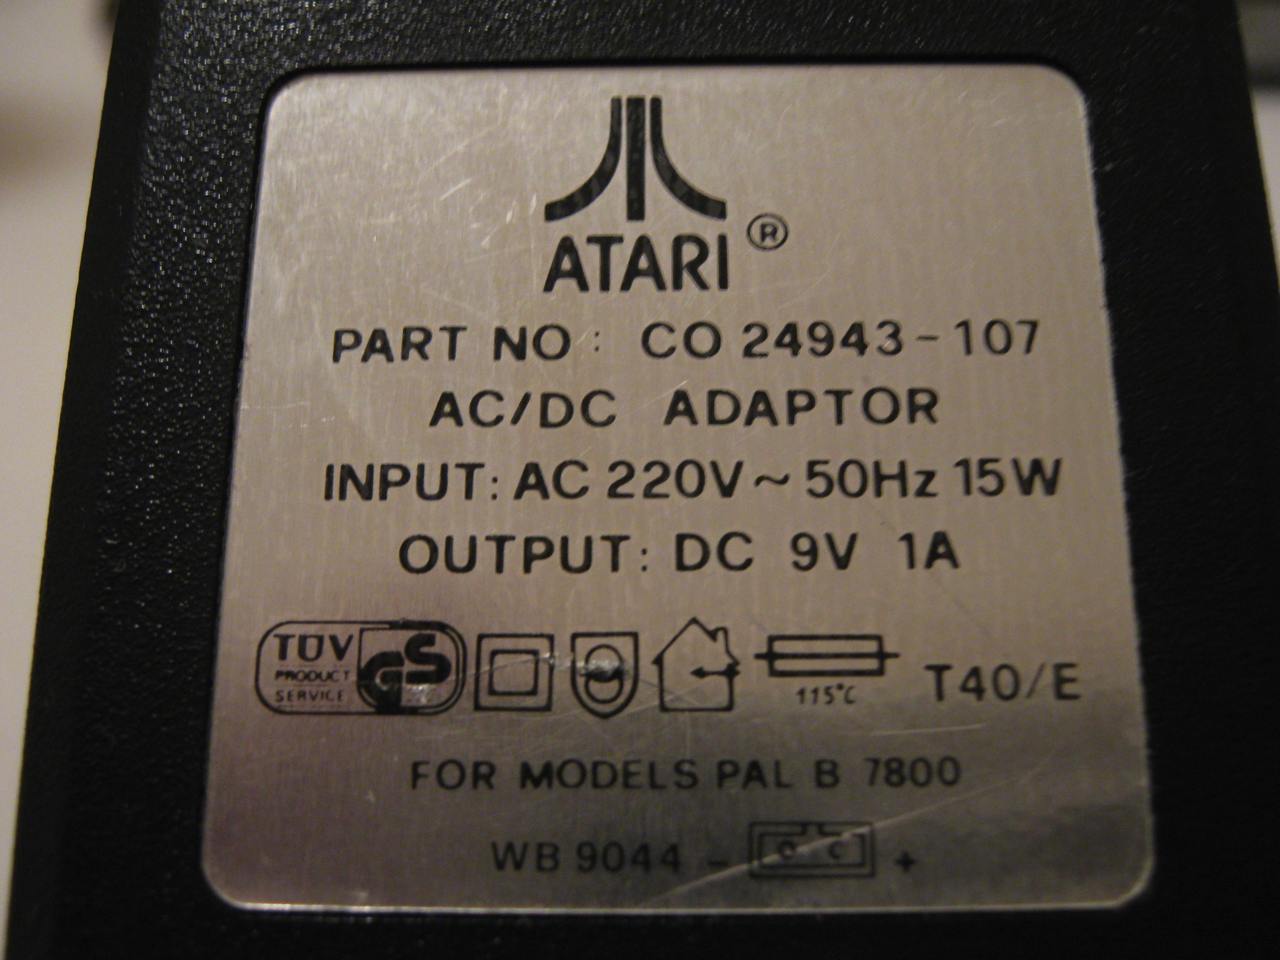 ATARI ®
PART NO: CO 24943-107
AC/DC ADAPTOR
INPUT: AC 220V ~ 50Hz 15W
OUTPUT: DC 9V 1A
TÜV
PRODUCT
SERVICE
GS
115°C
T40/E
FOR MODELS PAL B 7800
WB 9044 - +